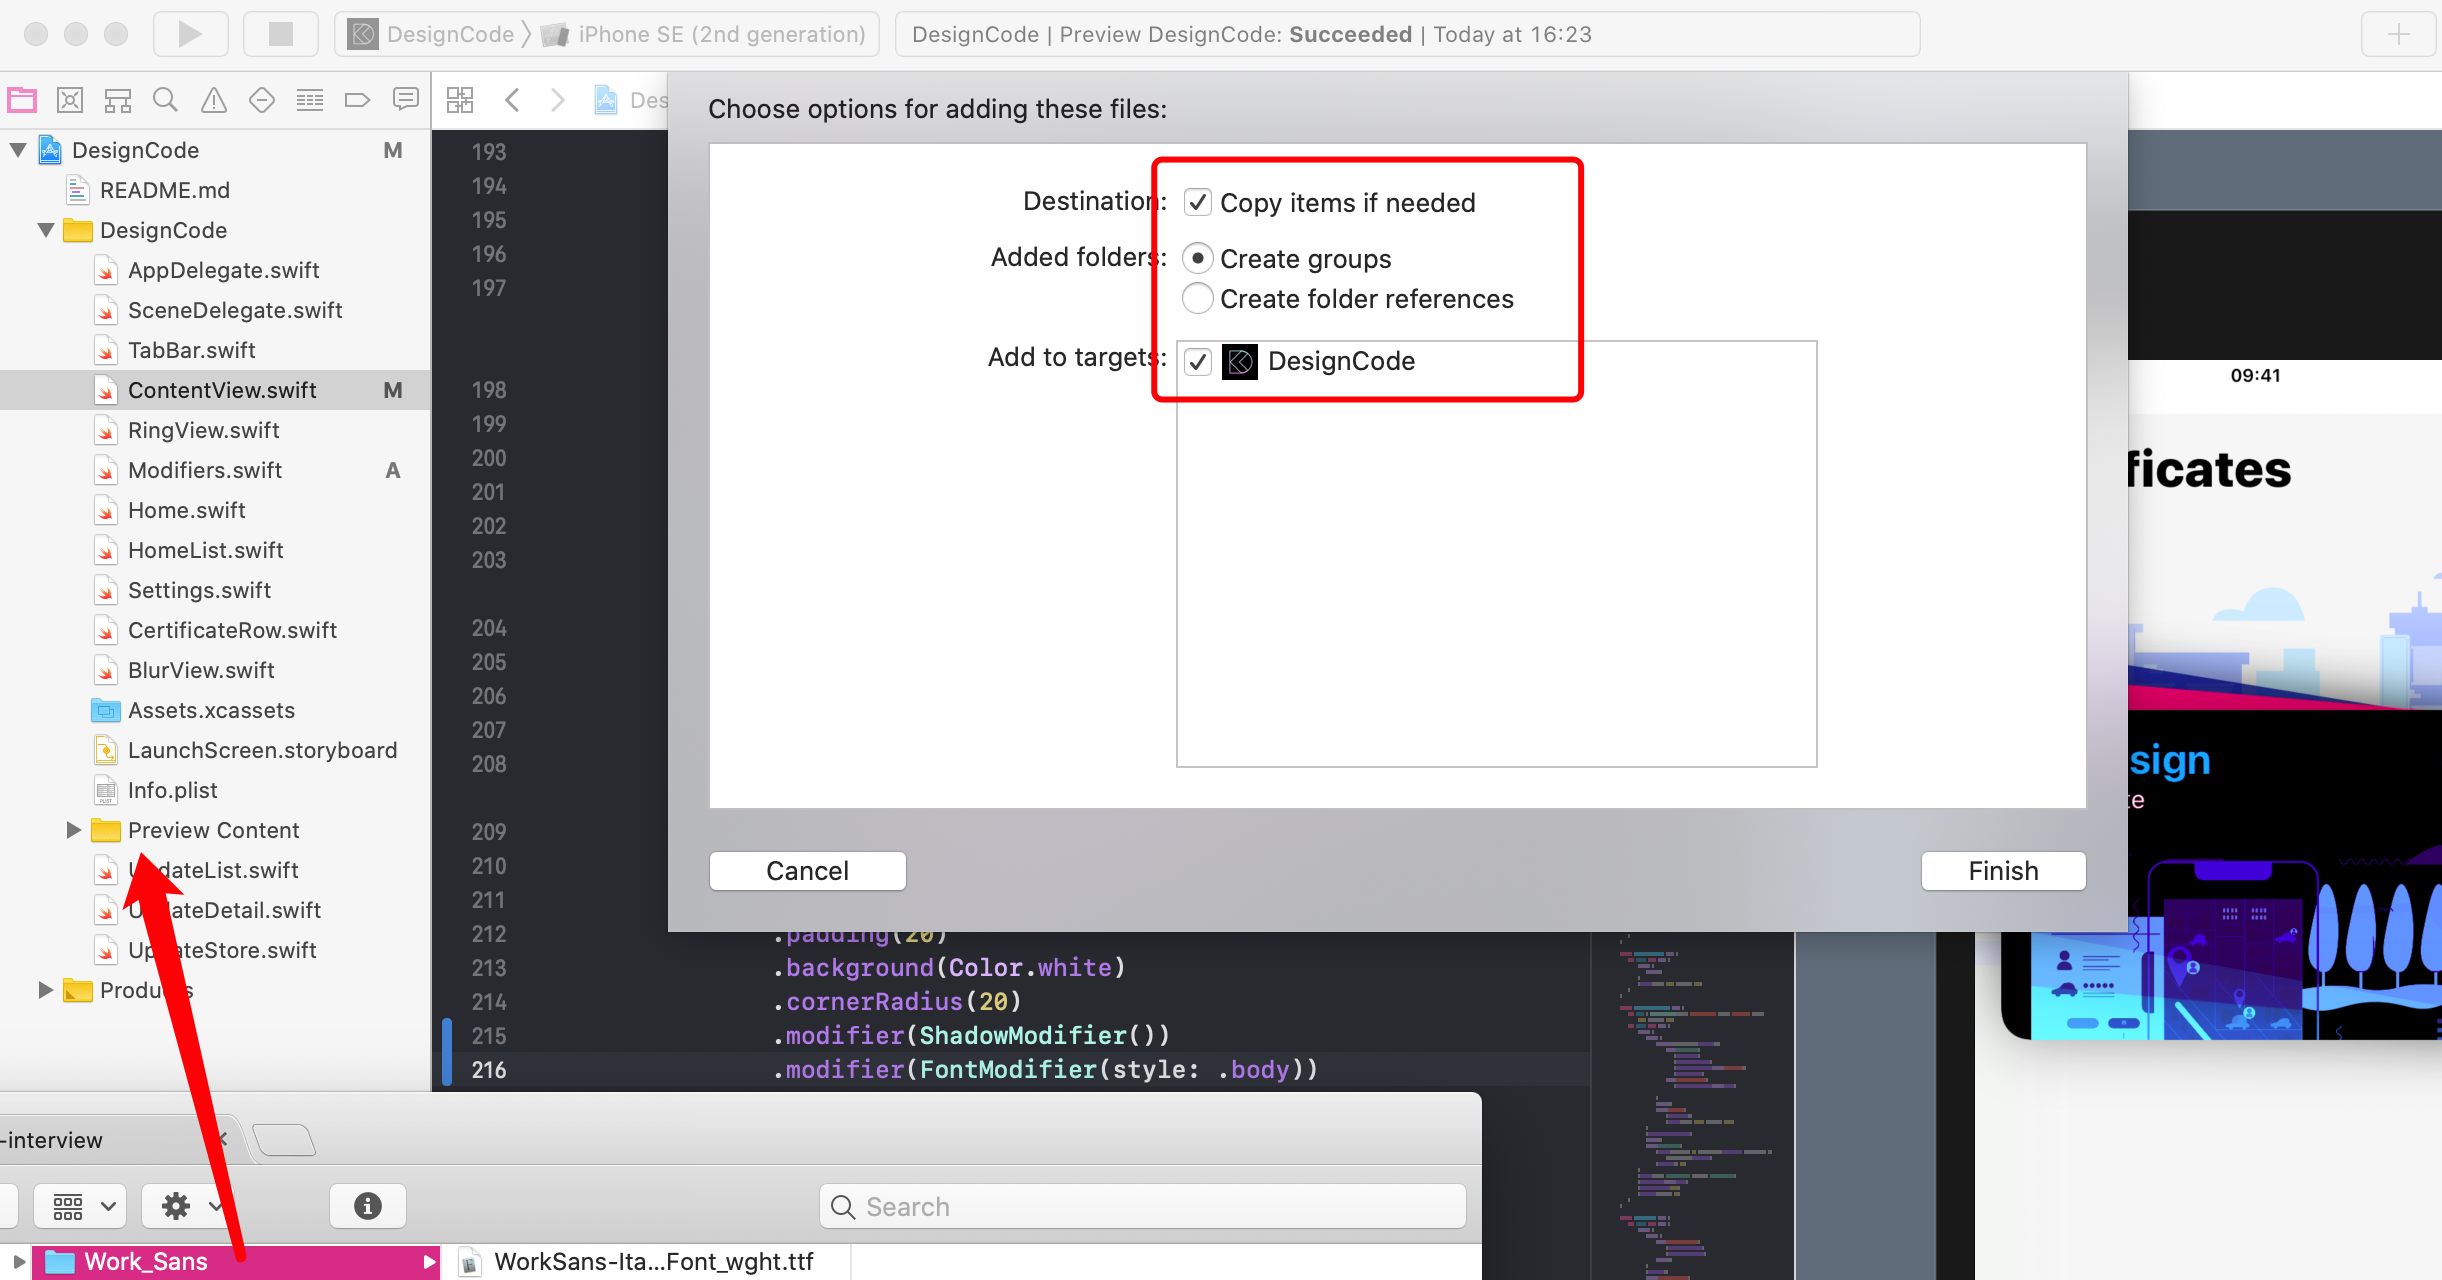 DesignCode
iPhone SE (2nd generation)
DesignCode | Preview DesignCode: Succeeded | Today at 16:23
Des
DesignCode M
README.md
DesignCode
AppDelegate.swift
SceneDelegate.swift
TabBar.swift
ContentView.swift M
RingView.swift
Modifiers.swift A
Home.swift
HomeList.swift
Settings.swift
CertificateRow.swift
BlurView.swift
Assets.xcassets
LaunchScreen.storyboard
Info.plist
Preview Content
UpdateList.swift
UpdateDetail.swift
UpdateStore.swift
Products
193
194
195
196
197
198
199
200
201
202
203
204
205
206
207
208
209
210
211
212 .padding(20)
213 .background(Color.white)
214 .cornerRadius(20)
215 .modifier(ShadowModifier())
216 .modifier(FontModifier(style: .body))
Choose options for adding these files:
Destination: Copy items if needed
Added folders: Create groups
Create folder references
Add to targets: DesignCode
Cancel
Finish
09:41
ficates
sign
te
-interview
Search
Work_Sans
WorkSans-Ita...Font_wght.ttf